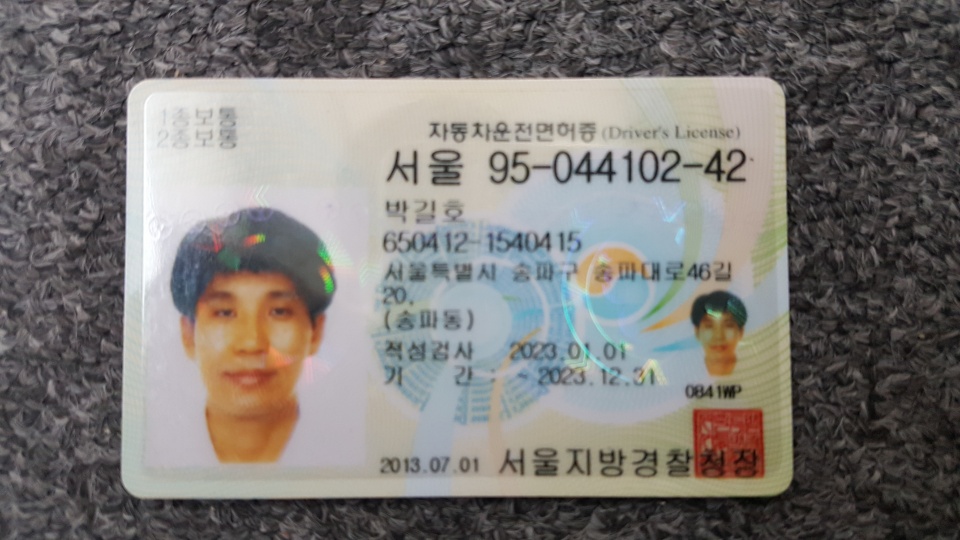 1종보통
2종보통
자동차운전면허증 (Driver's License)
서울 95-044102-42
박길호
650412-1540415
서울특별시 송파구 송파대로46길
20,
(송파동)
적성검사 2023.01.01
기 간 : ~ 2023.12.31
0841WP
2013.07.01 서울지방경찰청장